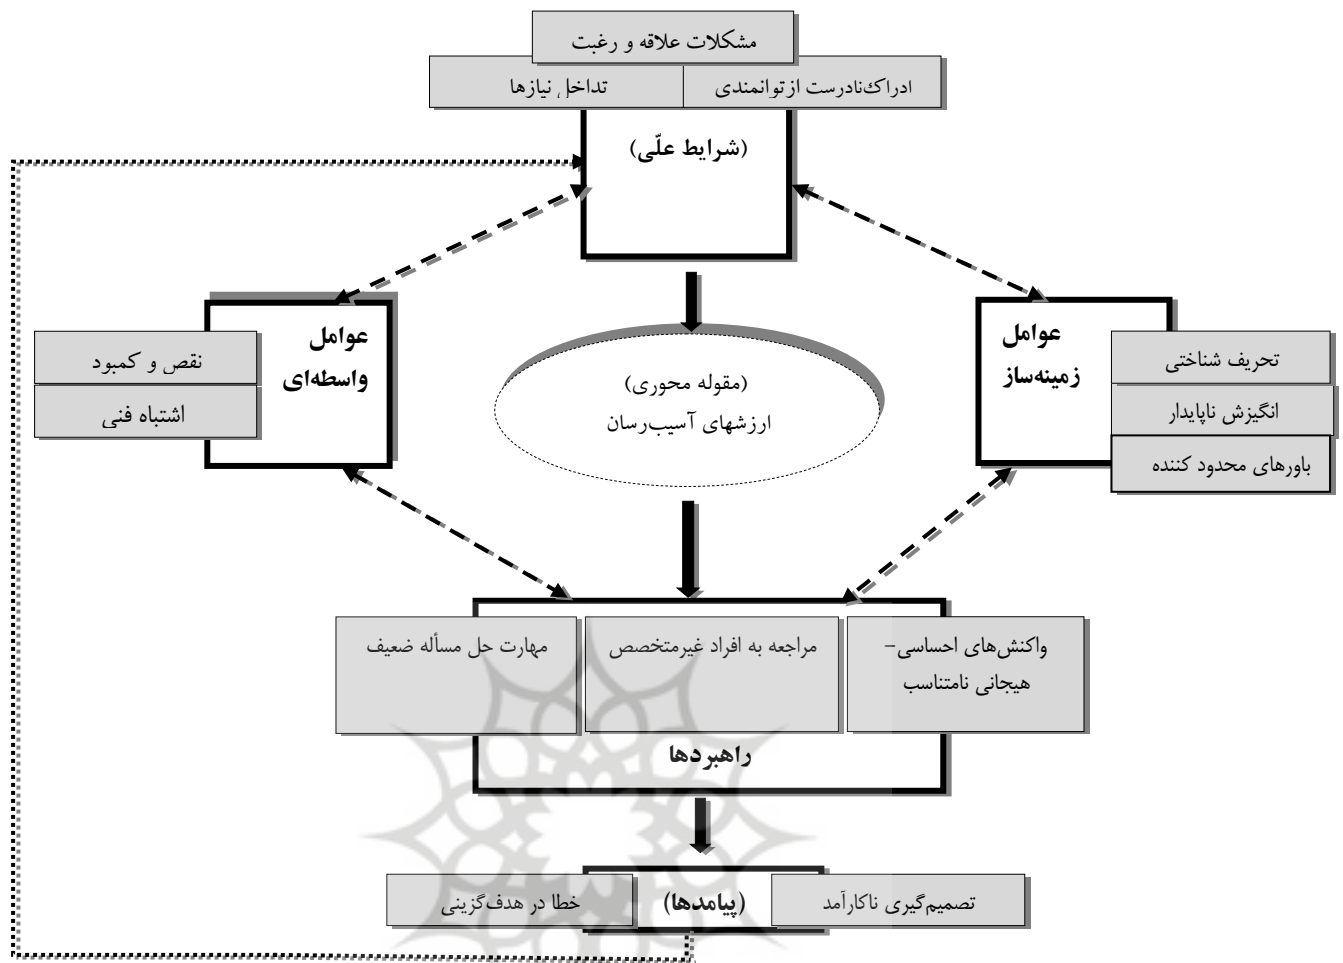 مشکلات علاقه و رغبت
ادراک‌نادرست از توانمندی
تداخل نیازها
(شرایط علّی)
عوامل
زمینه‌ساز
تحریف شناختی
انگیزش ناپایدار
باورهای محدود کننده
(مقوله محوری)
ارزشهای آسیب‌رسان
عوامل
واسطه‌ای
نقص و کمبود
اشتباه فنی
واکنش‌های احساسی-
هیجانی نامتناسب
مراجعه به افراد غیرمتخصص
مهارت حل مسأله ضعیف
راهبردها
تصمیم‌گیری ناکارآمد
(پیامدها)
خطا در هدف‌گزینی